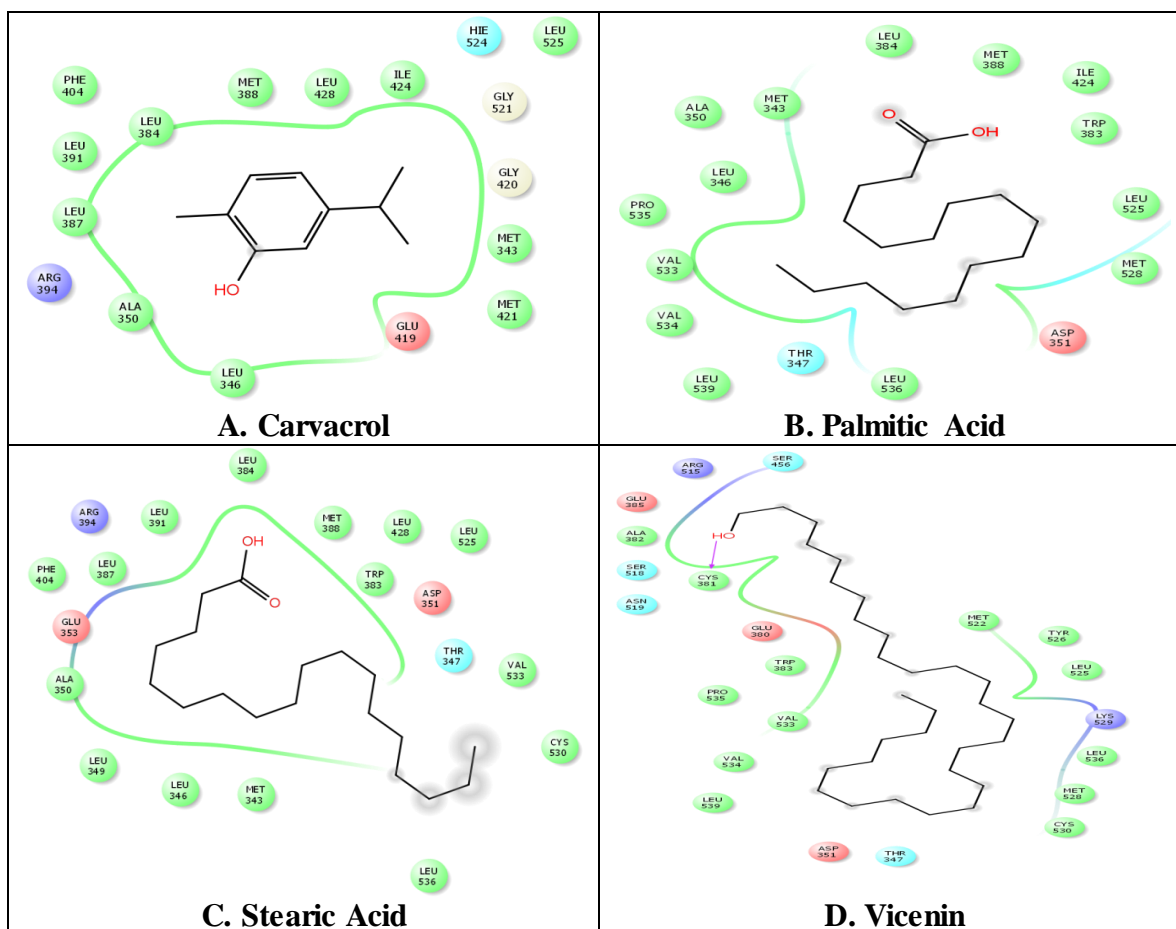 HIE 524
LEU 525
PHE 404
MET 388
LEU 428
ILE 424
GLY 521
LEU 384
LEU 391
GLY 420
LEU 387
MET 343
ARG 394
HO
ALA 350
MET 421
GLU 419
LEU 346
A. Carvacrol
LEU 384
MET 388
ILE 424
MET 343
ALA 350
O
OH
TRP 383
LEU 346
PRO 535
LEU 525
VAL 533
MET 528
VAL 534
ASP 351
THR 347
LEU 539
LEU 536
B. Palmitic Acid
LEU 384
ARG 394
LEU 391
MET 388
LEU 428
LEU 525
OH
PHE 404
LEU 387
TRP 383
ASP 351
O
GLU 353
THR 347
VAL 533
ALA 350
CYS 530
LEU 349
LEU 346
MET 343
LEU 536
C. Stearic Acid
SER 456
ARG 515
GLU 385
HO
ALA 382
SER 518
CYS 381
ASN 519
GLU 380
MET 522
TYR 526
TRP 383
LEU 525
PRO 535
VAL 533
LYS 529
VAL 534
LEU 536
LEU 539
MET 528
CYS 530
ASP 351
THR 347
D. Vicenin